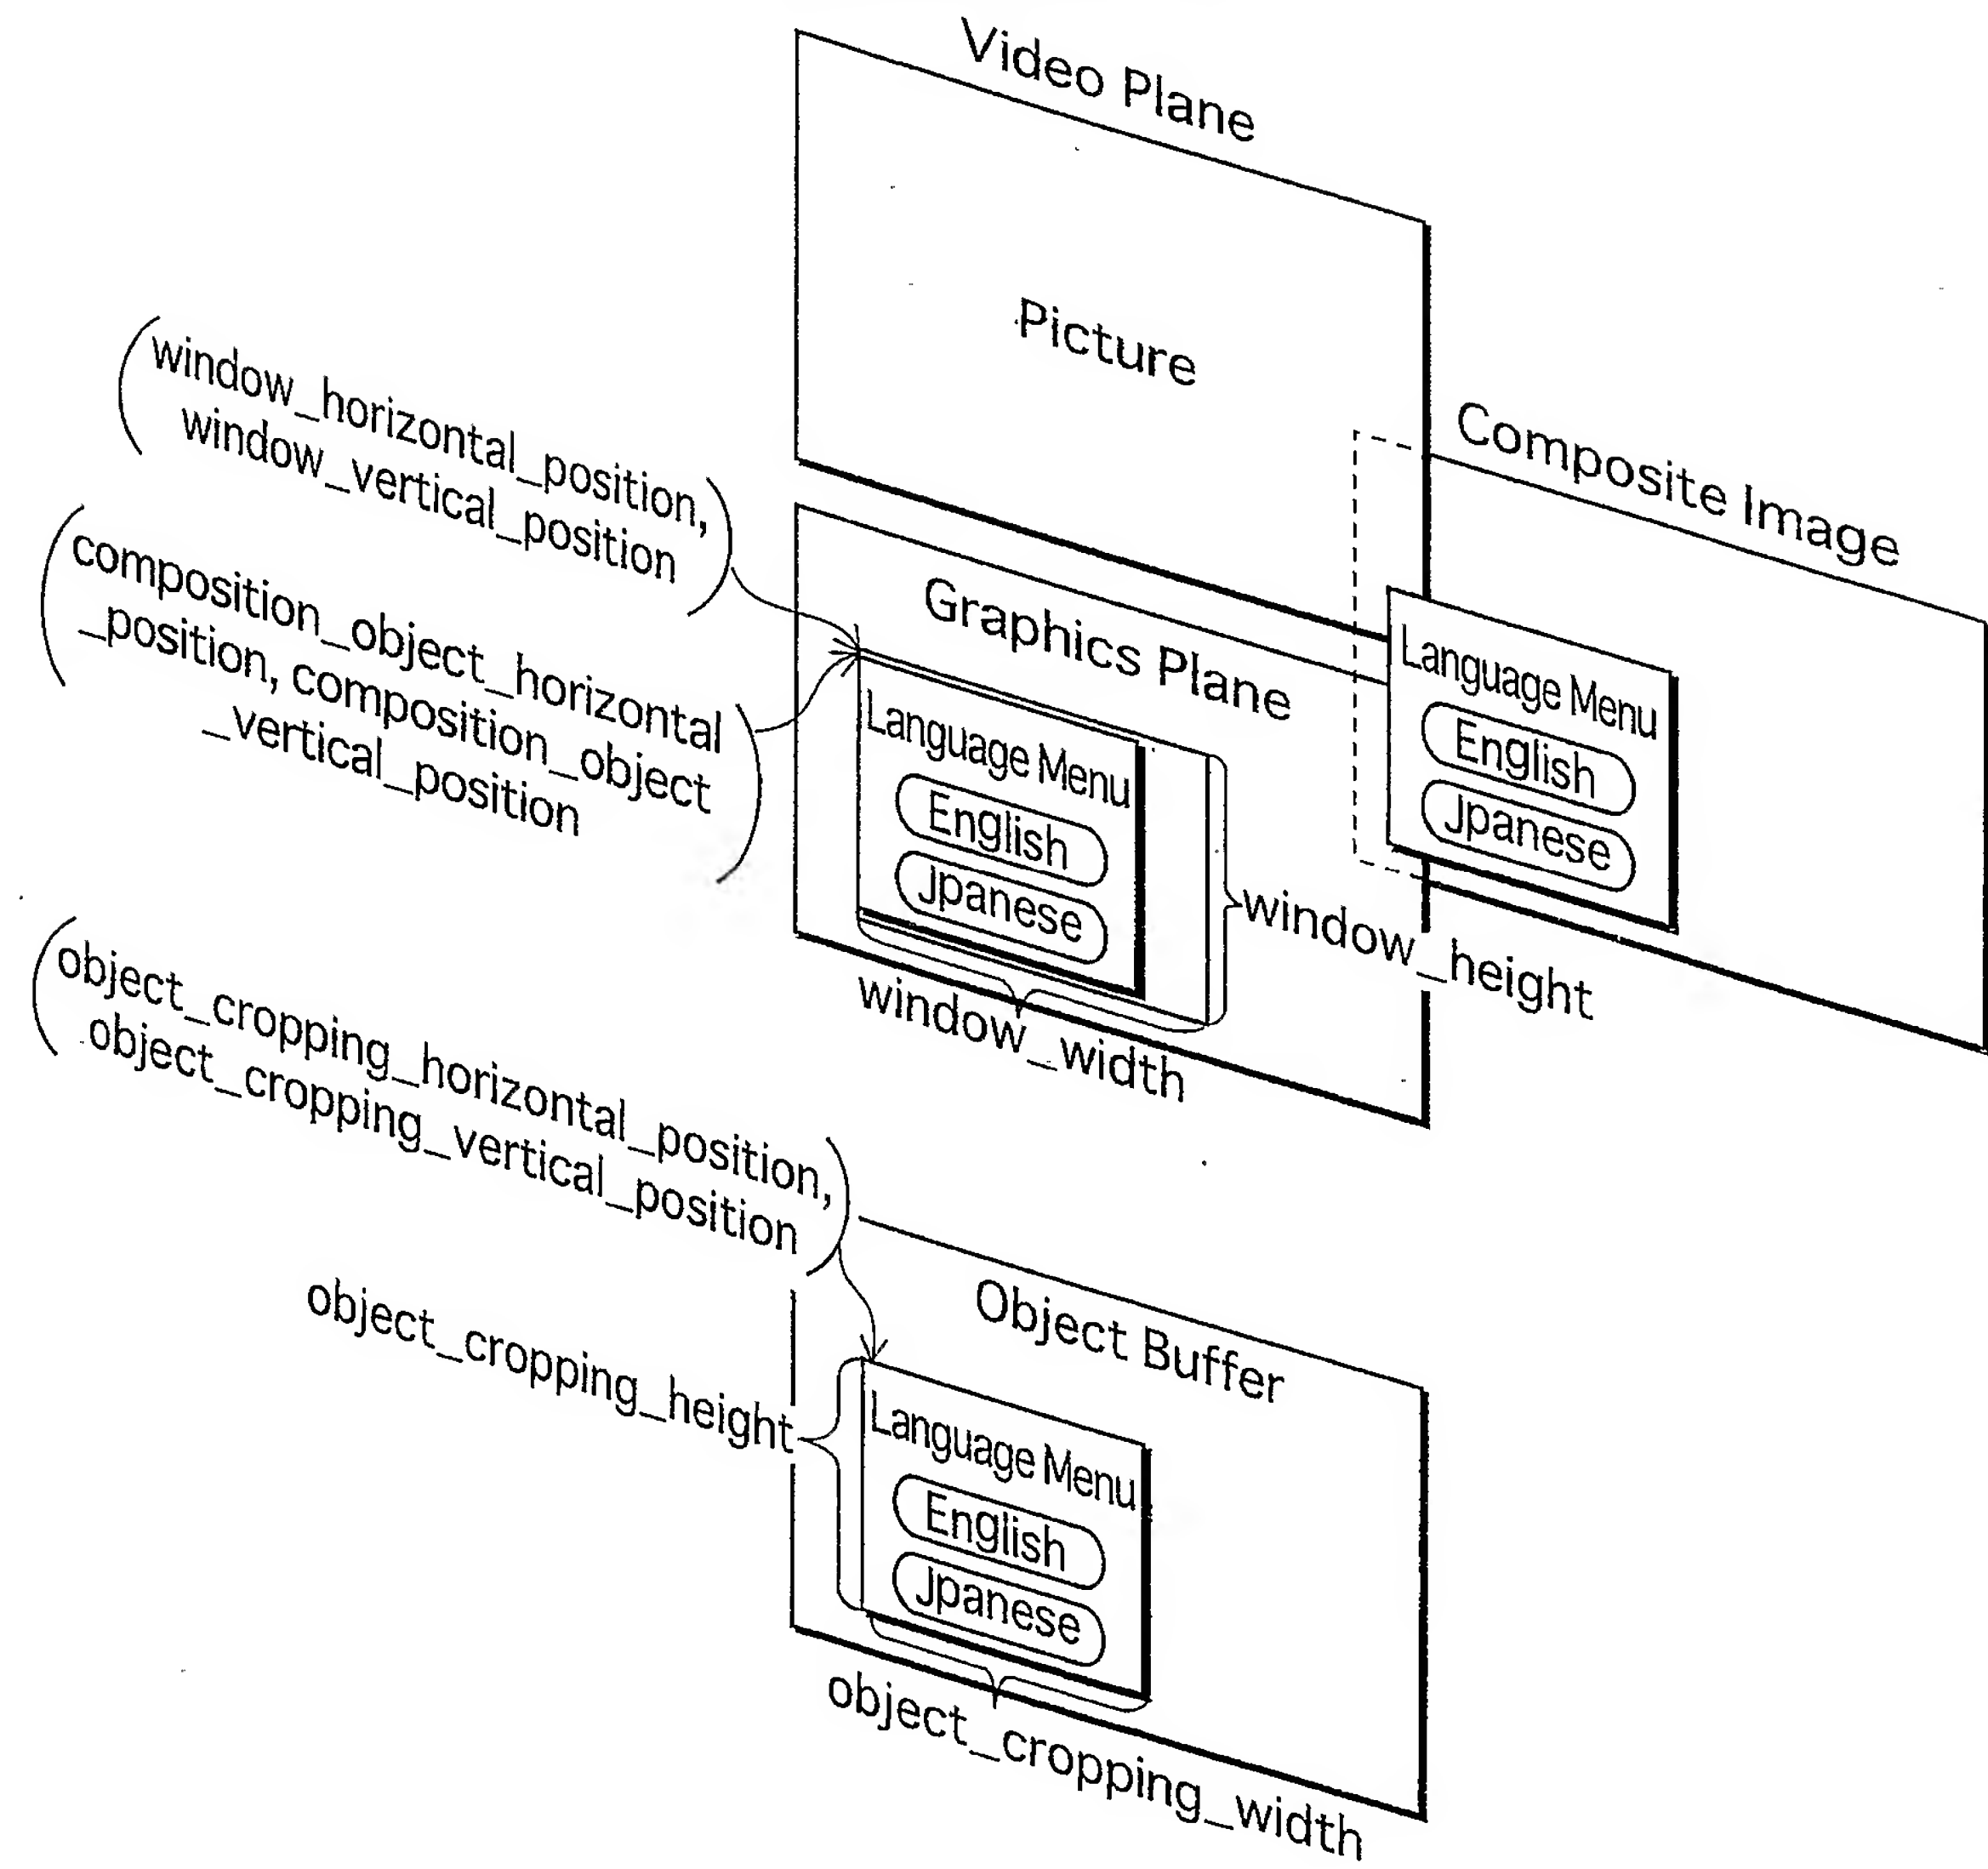 Video Plane
Picture
Composite Image
(window_horizontal_position,
window_vertical_position)
(composition_object_horizontal
_position, composition_object
_vertical_position)
Graphics Plane
Language Menu
English
Jpanese
Language Menu
English
Jpanese
window_height
window_width
(object_cropping_horizontal_position,
object_cropping_vertical_position)
object_cropping_height
Object Buffer
Language Menu
English
Jpanese
object_cropping_width